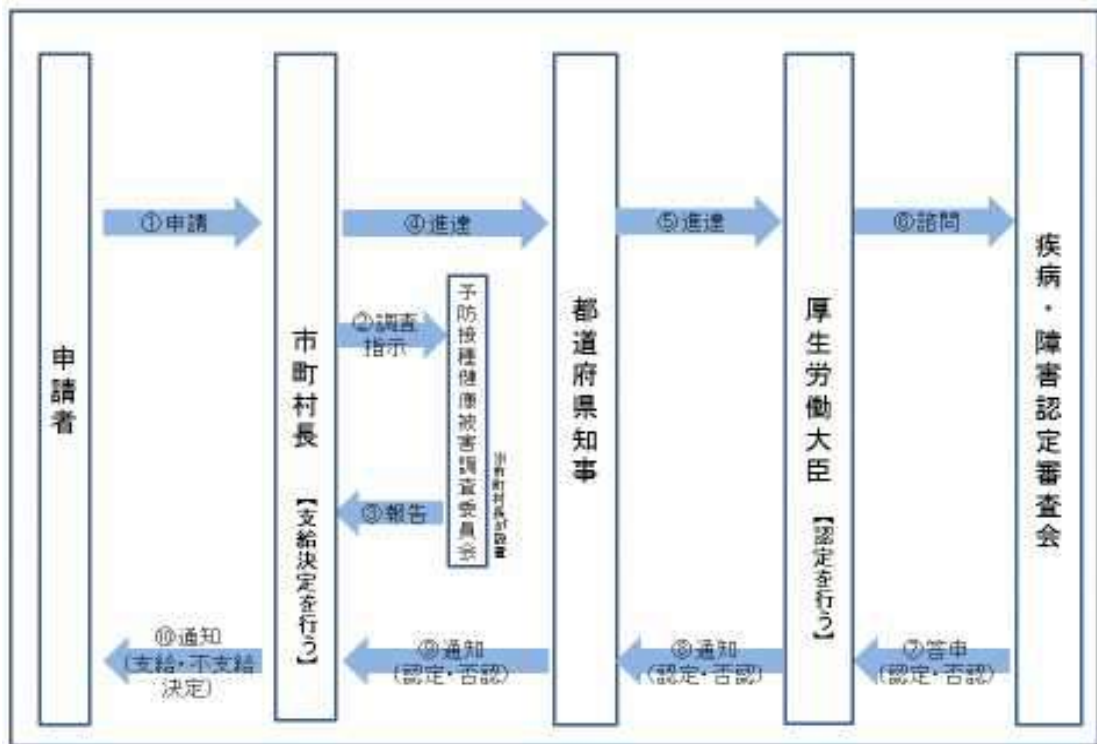 申請者
①申請
市町村長 【支給決定を行う】
②調査
指示
③報告
予防接種健康被害調査委員会
④進達
都道府県知事
⑤進達
厚生労働大臣 【認定を行う】
⑥諮問
疾病・障害認定審査会
⑦答申
(認定・否認)
⑧通知
(認定・否認)
⑨通知
(認定・否認)
⑩通知
(支給・不支給
決定)